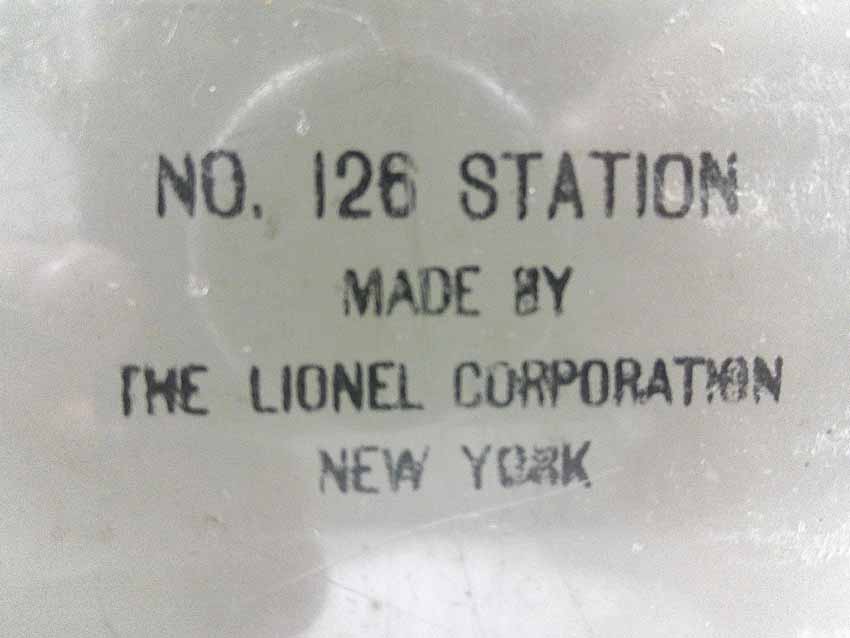 NO. 126 STATION
MADE BY
THE LIONEL CORPORATION
NEW YORK